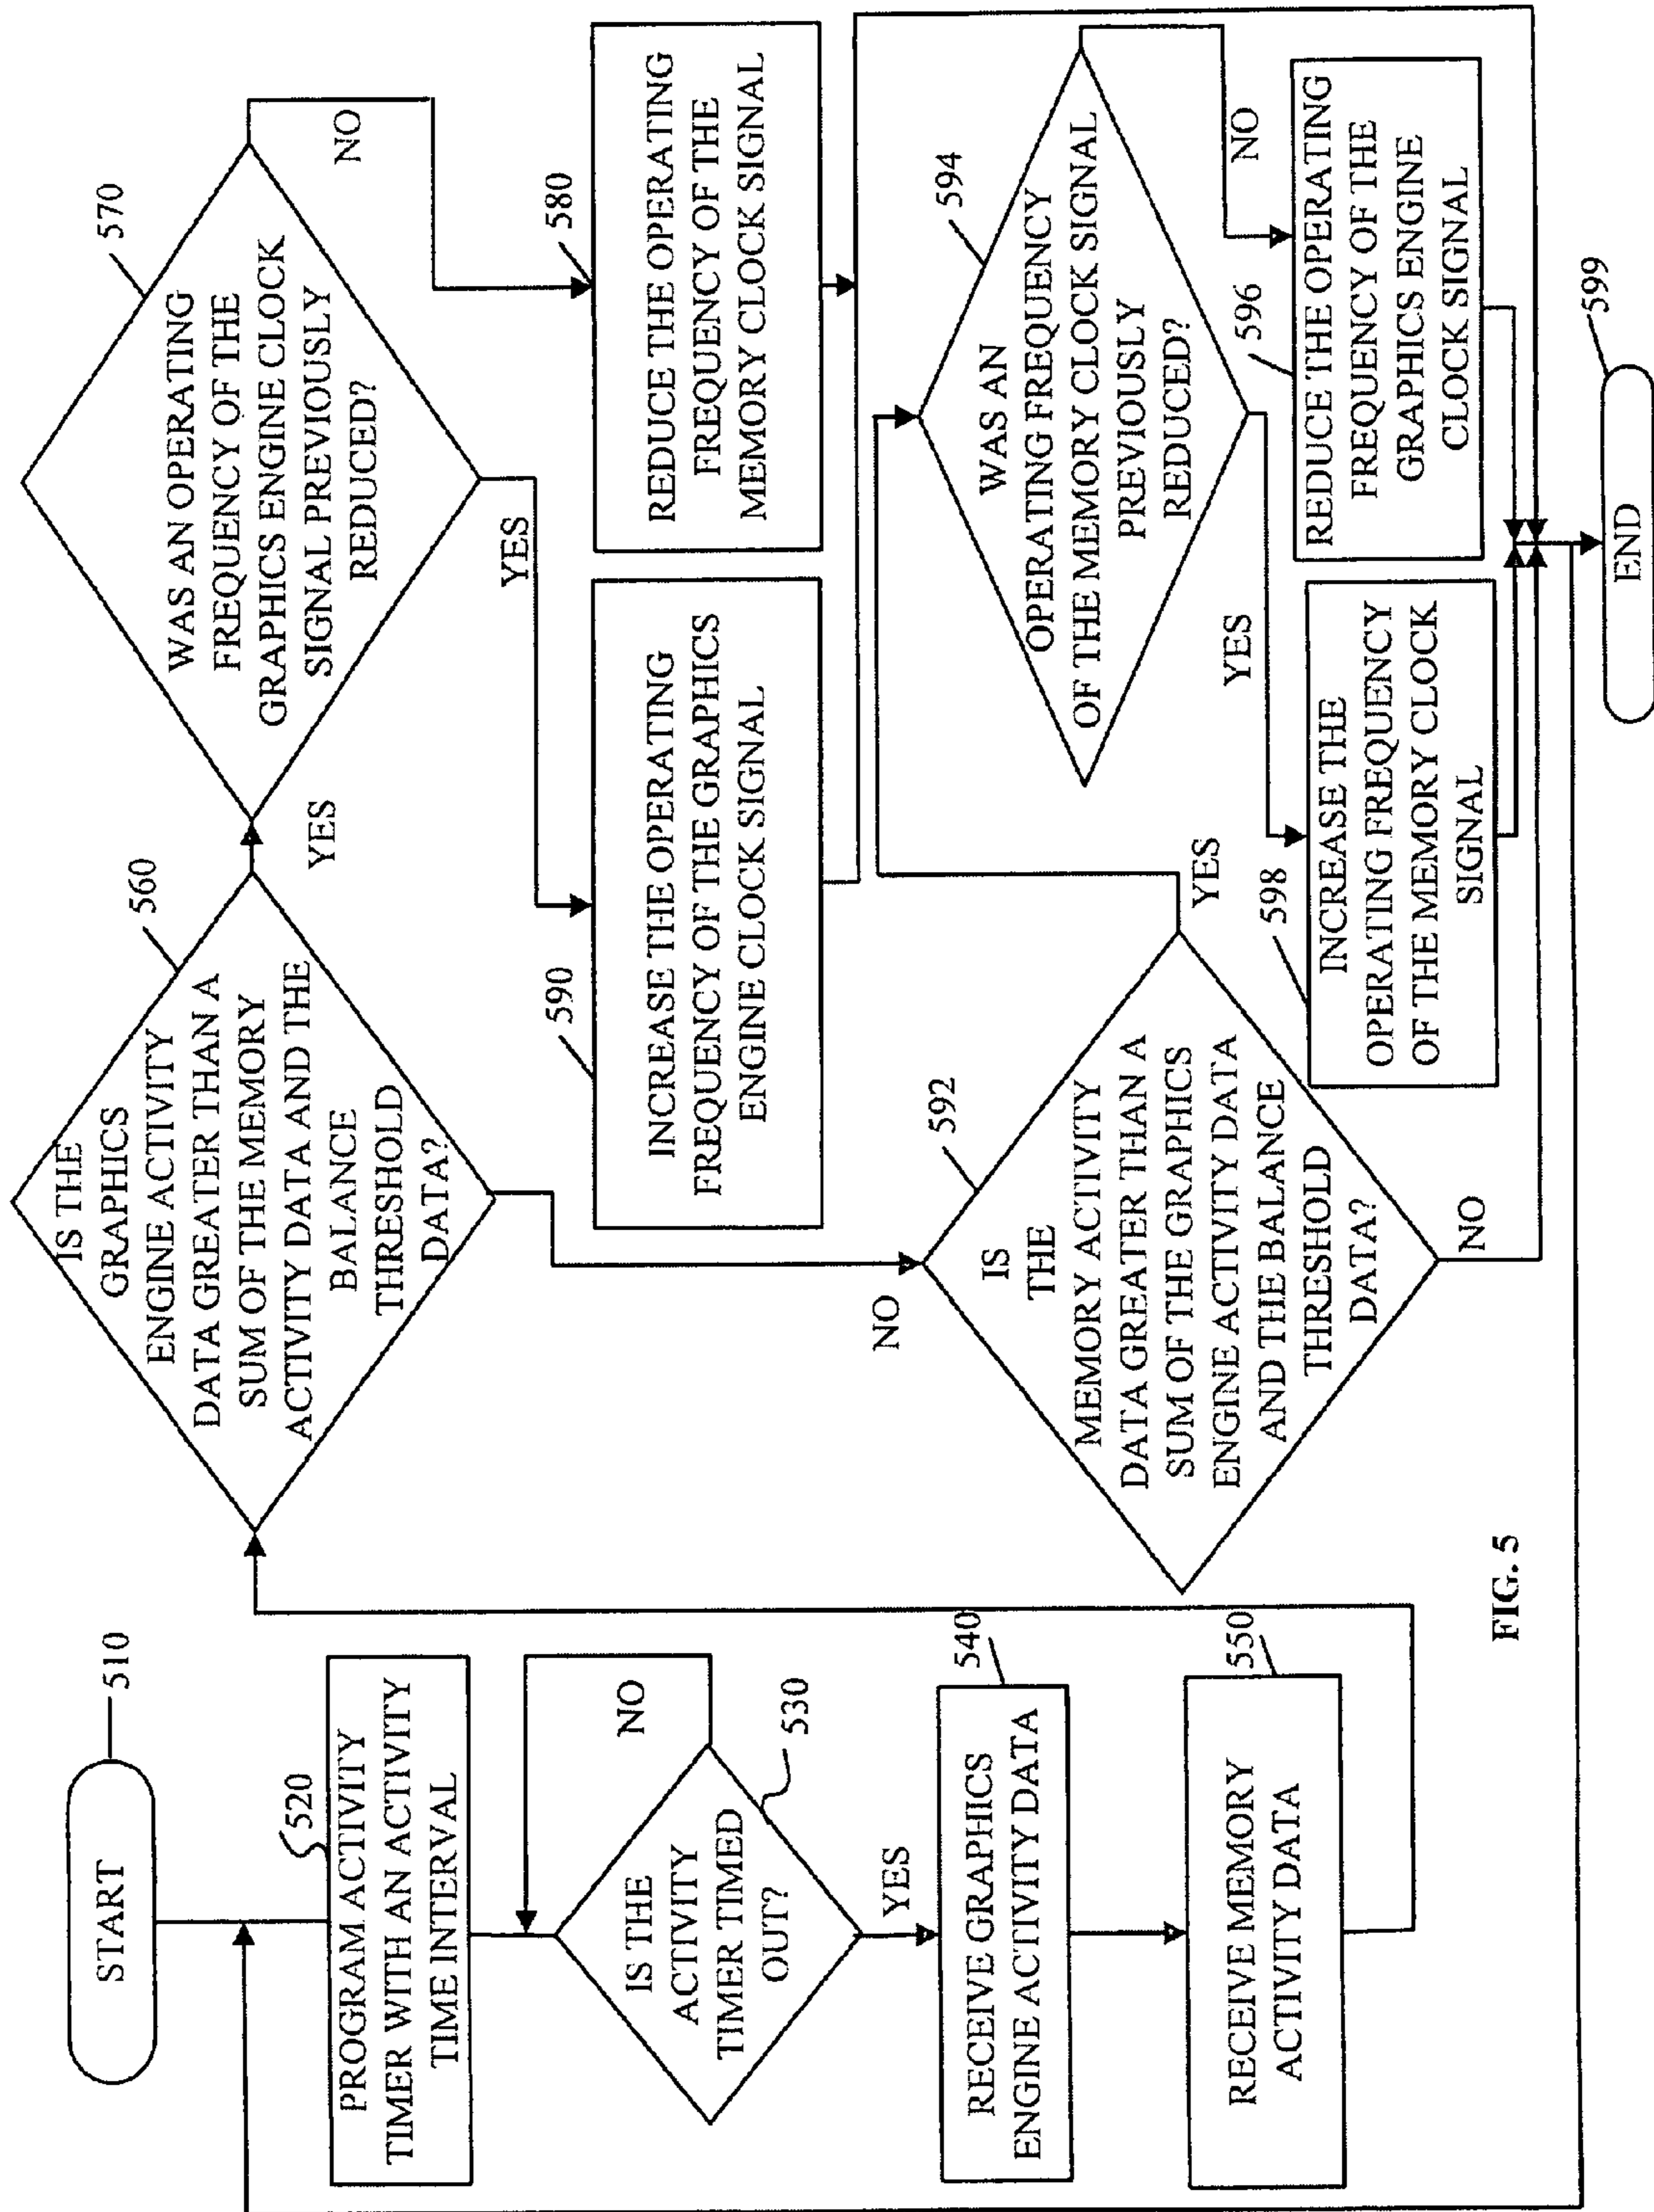 START
510
520
PROGRAM ACTIVITY
TIMER WITH AN ACTIVITY
TIME INTERVAL
NO
IS THE
ACTIVITY
TIMER TIMED
OUT?
530
YES
540
RECEIVE GRAPHICS
ENGINE ACTIVITY DATA
550
RECEIVE MEMORY
ACTIVITY DATA
560
IS THE
GRAPHICS
ENGINE ACTIVITY
DATA GREATER THAN A
SUM OF THE MEMORY
ACTIVITY DATA AND THE
BALANCE
THRESHOLD
DATA?
YES
NO
570
WAS AN OPERATING
FREQUENCY OF THE
GRAPHICS ENGINE CLOCK
SIGNAL PREVIOUSLY
REDUCED?
NO
YES
590
INCREASE THE OPERATING
FREQUENCY OF THE GRAPHICS
ENGINE CLOCK SIGNAL
580
REDUCE THE OPERATING
FREQUENCY OF THE
MEMORY CLOCK SIGNAL
592
IS
THE
MEMORY ACTIVITY
DATA GREATER THAN A
SUM OF THE GRAPHICS
ENGINE ACTIVITY DATA
AND THE BALANCE
THRESHOLD
DATA?
YES
NO
594
WAS AN
OPERATING FREQUENCY
OF THE MEMORY CLOCK SIGNAL
PREVIOUSLY
REDUCED?
NO
YES
598
INCREASE THE
OPERATING FREQUENCY
OF THE MEMORY CLOCK
SIGNAL
596
REDUCE THE OPERATING
FREQUENCY OF THE
GRAPHICS ENGINE
CLOCK SIGNAL
END
599
FIG. 5